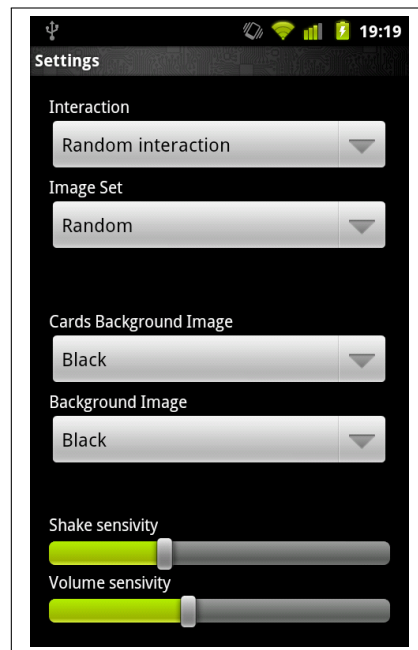 19:19
Settings
Interaction
Random interaction
Image Set
Random
Cards Background Image
Black
Background Image
Black
Shake sensivity
Volume sensivity